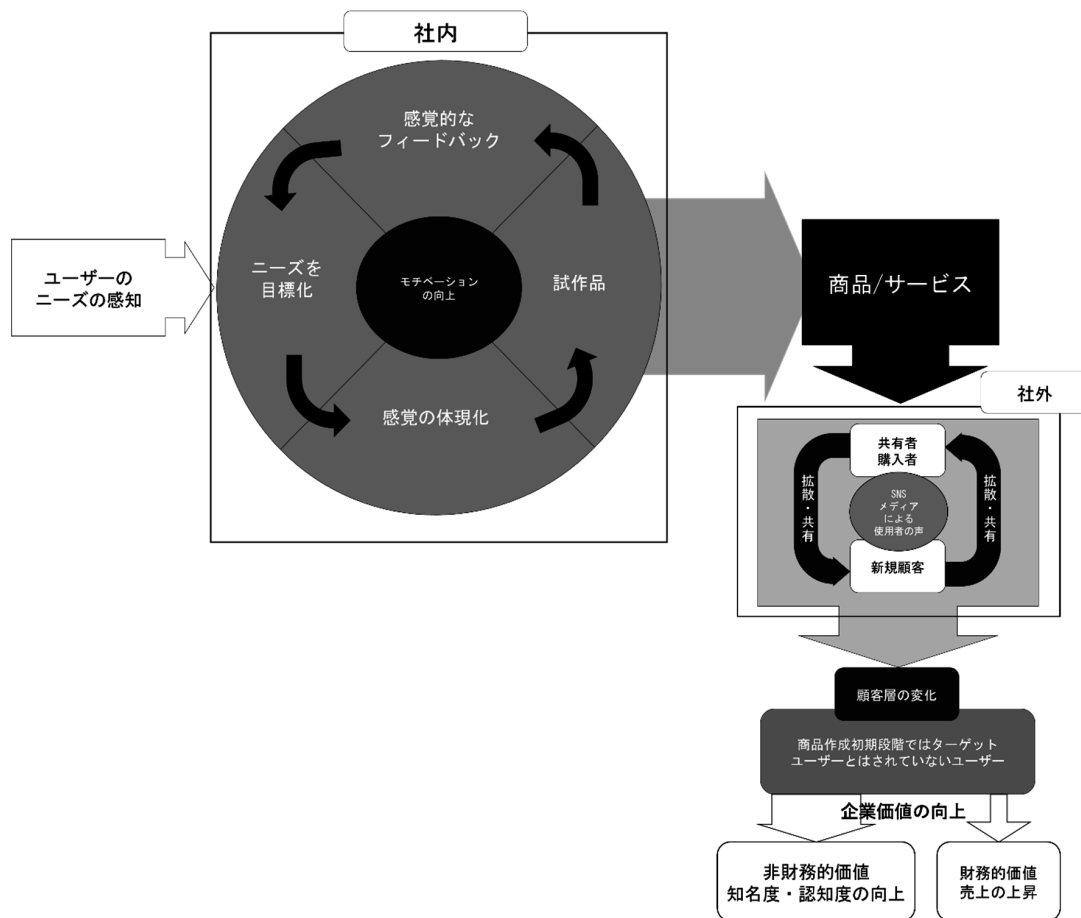 社内
感覚的な
フィードバック
ユーザーの
ニーズの感知
ニーズを
目標化
モチベーション
の向上
試作品
感覚の体現化
商品/サービス
社外
共有者
購入者
拡散・共有
SNS
メディア
による
使用者の声
拡散・共有
新規顧客
顧客層の変化
商品作成初期段階ではターゲット
ユーザーとはされていないユーザー
企業価値の向上
非財務的価値
知名度・認知度の向上
財務的価値
売上の上昇